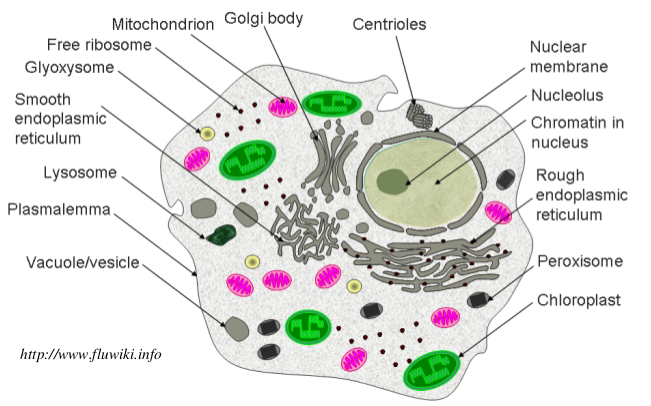 Mitochondrion
Golgi body
Centrioles
Free ribosome
Glyoxysome
Smooth
endoplasmic
reticulum
Lysosome
Plasmalemma
Vacuole/vesicle
Nuclear
membrane
Nucleolus
Chromatin in
nucleus
Rough
endoplasmic
reticulum
Peroxisome
Chloroplast
http://www.fluwiki.info